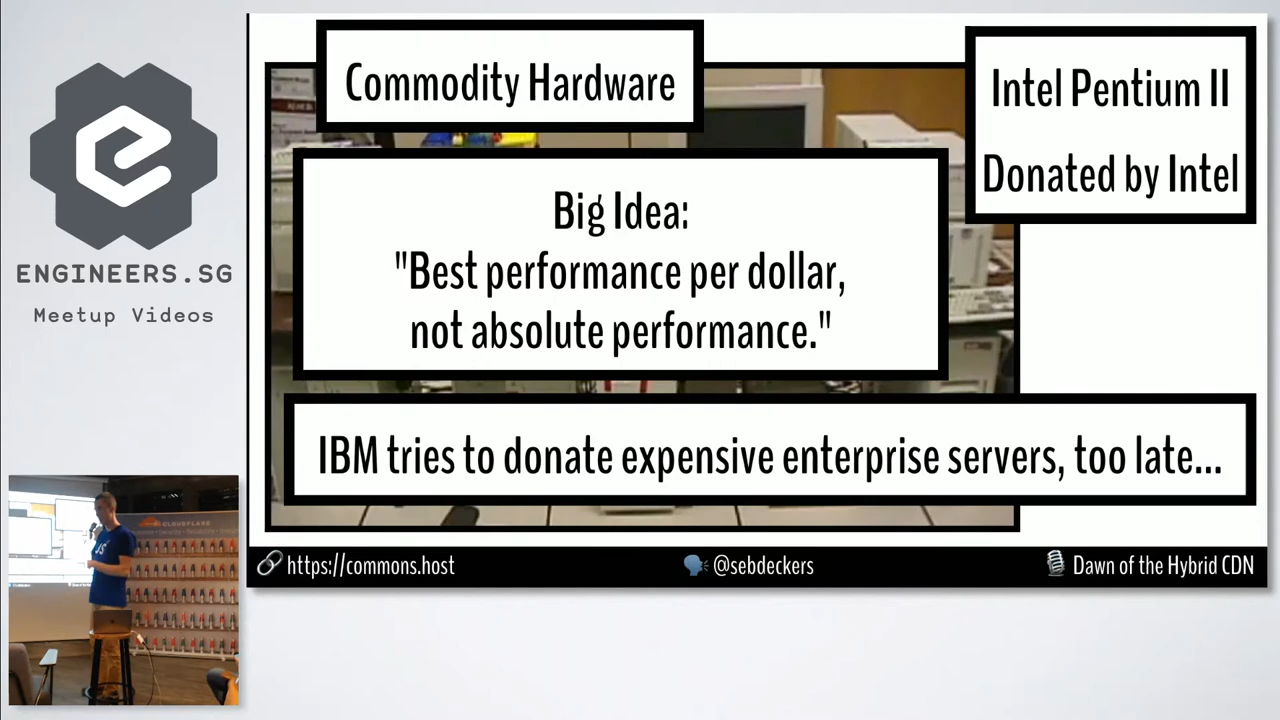 ENGINEERS.SG
Meetup Videos
Commodity Hardware
Intel Pentium II
Donated by Intel
Big Idea:
"Best performance per dollar,
not absolute performance."
IBM tries to donate expensive enterprise servers, too late...
https://commons.host
@sebdeckers
Dawn of the Hybrid CDN
CLOUDFLARE
JS